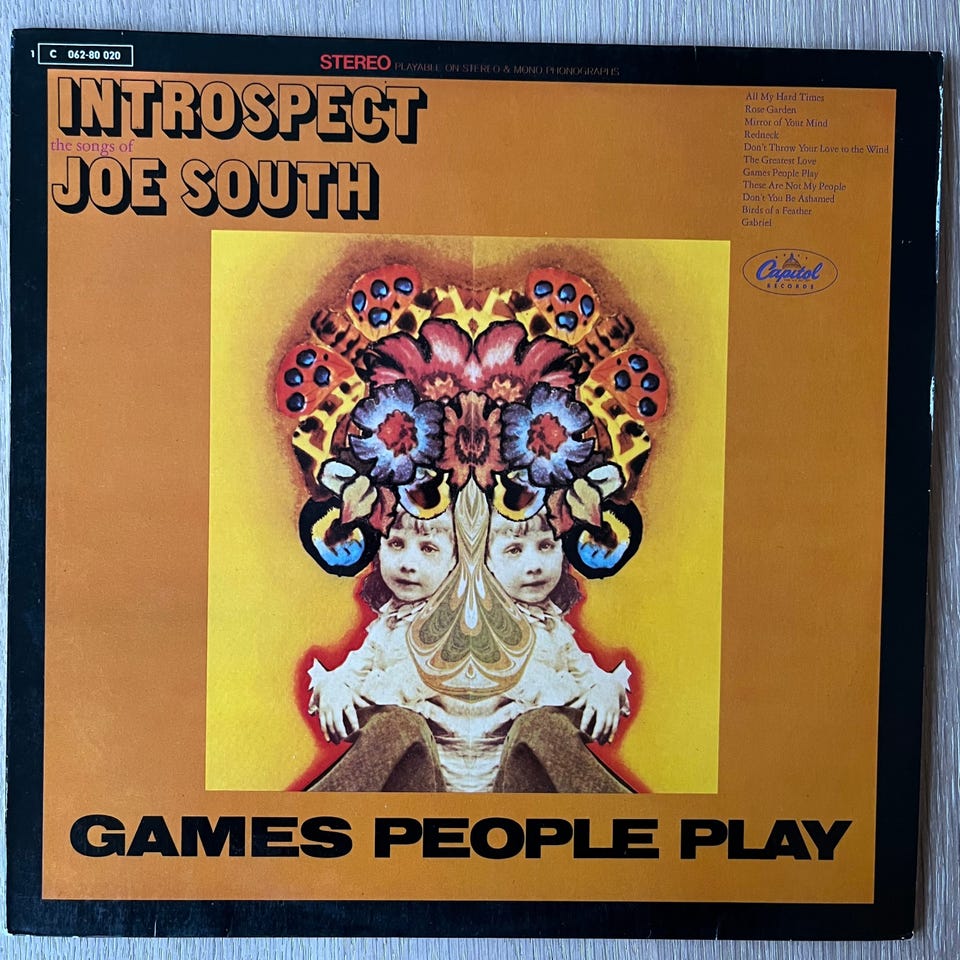 1 C 062-80 020
STEREO PLAYABLE ON STEREO & MONO PHONOGRAPHS
INTROSPECT
the songs of
JOE SOUTH
All My Hard Times
Rose Garden
Mirror of Your Mind
Redneck
Don't Throw Your Love to the Wind
The Greatest Love
Games People Play
These Are Not My People
Don't You Be Ashamed
Birds of a Feather
Gabriel
Capitol
RECORDS
GAMES PEOPLE PLAY